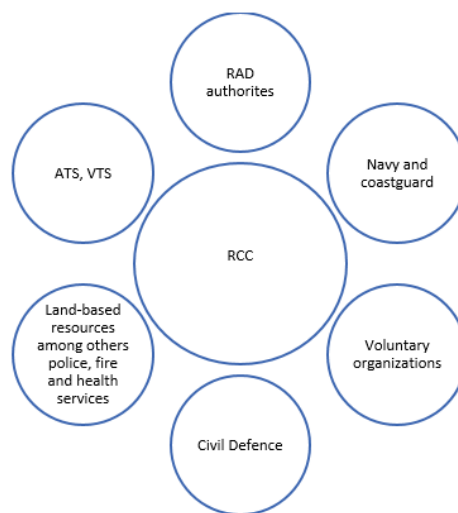 RAD
authorites
ATS, VTS
Navy and
coastguard
RCC
Land-based
resources
among others
police, fire
and health
services
Voluntary
organizations
Civil Defence